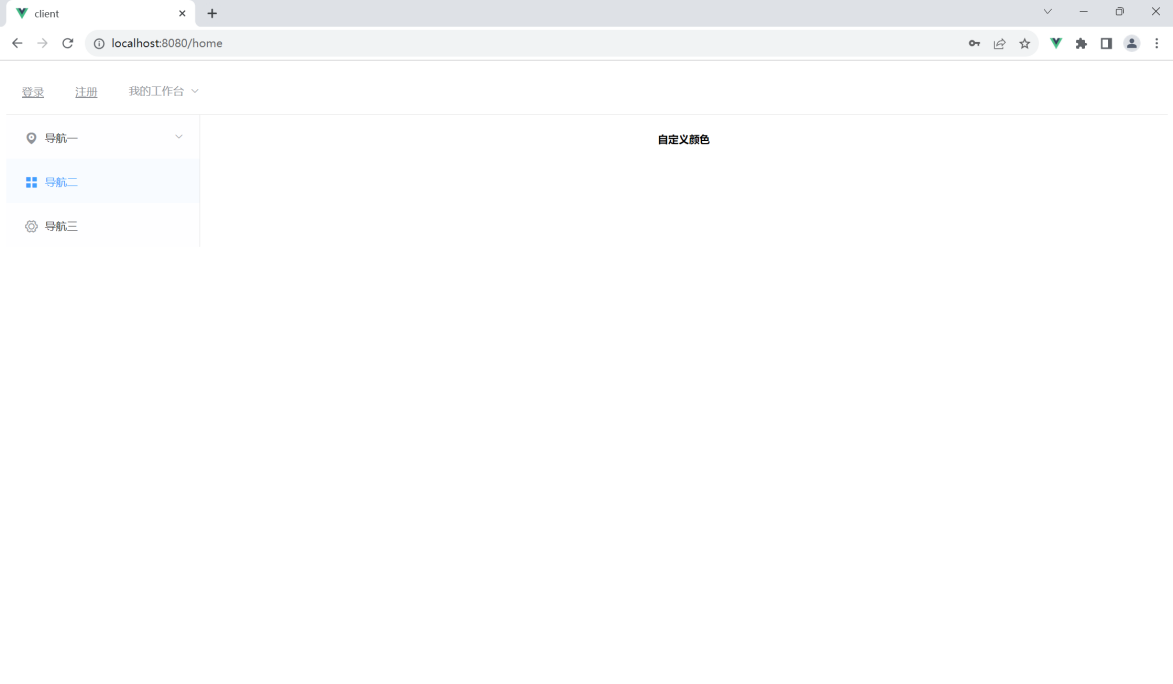 client
localhost:8080/home
登录 注册 我的工作台
导航一
自定义颜色
导航二
导航三